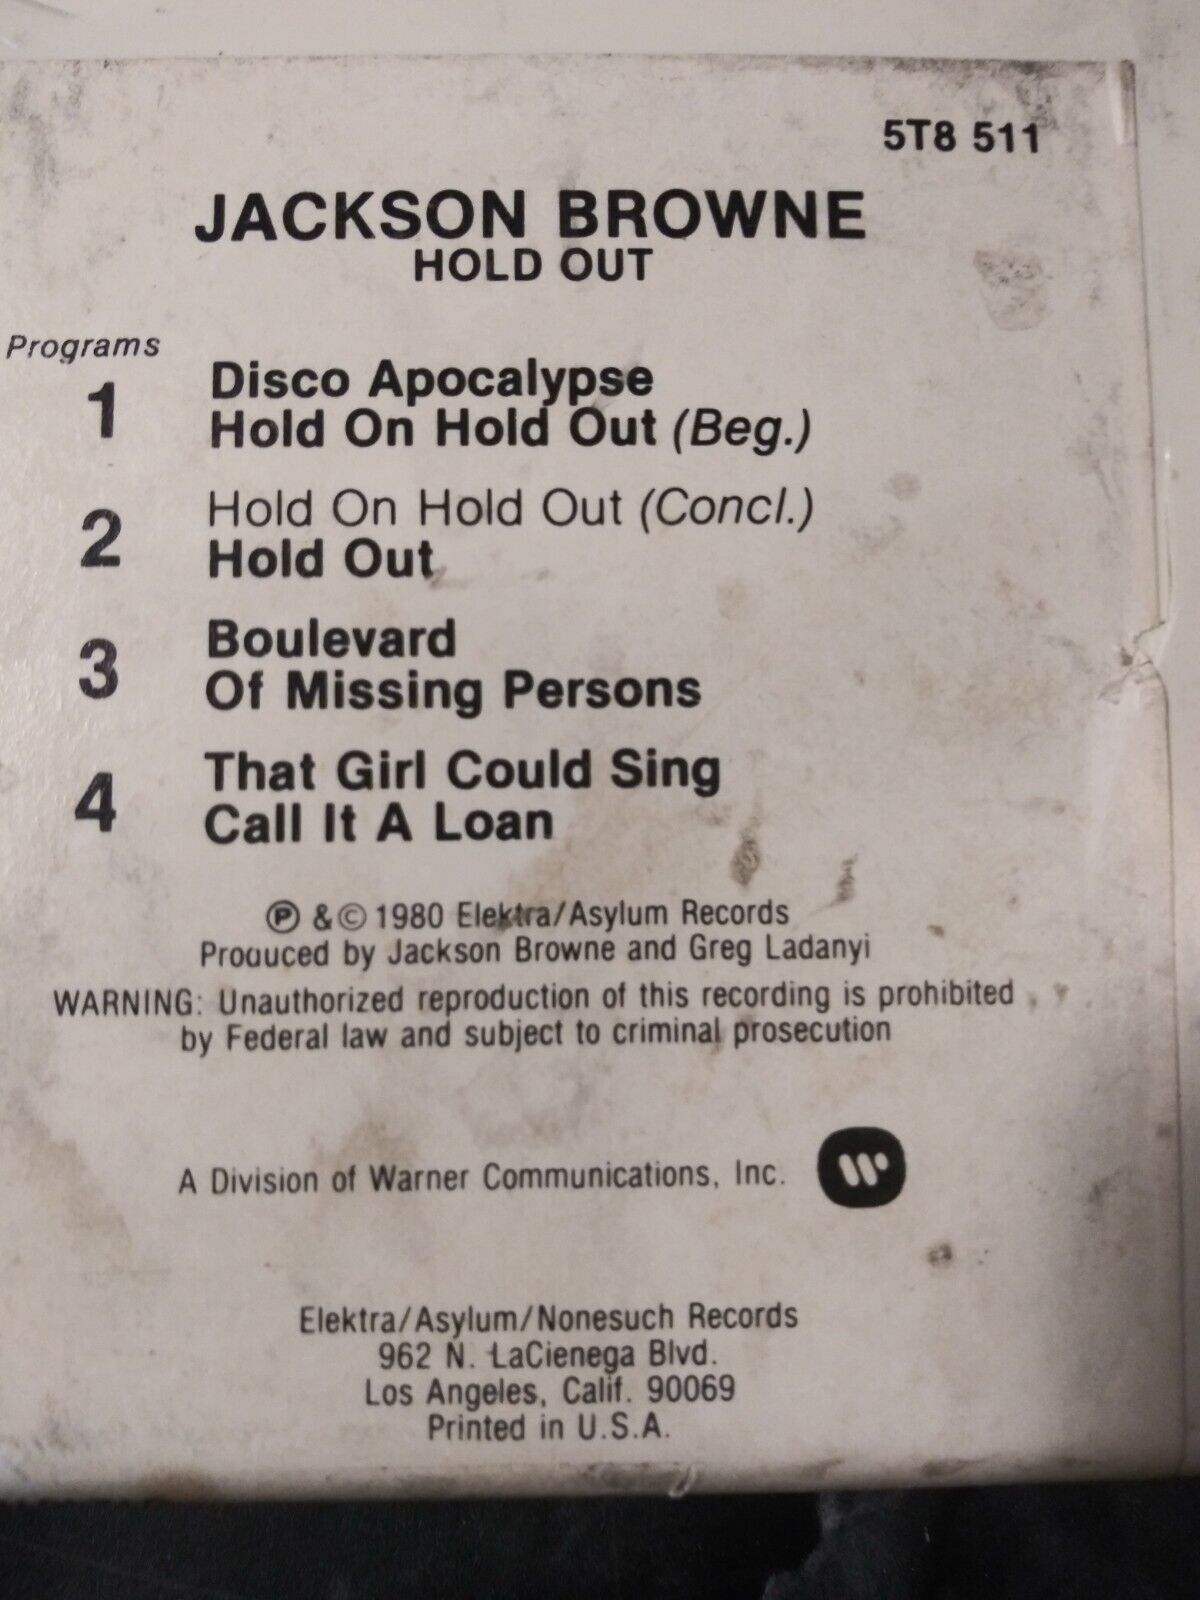 5T8 511
JACKSON BROWNE
HOLD OUT
Programs
1
Disco Apocalypse
Hold On Hold Out (Beg.)
2
Hold On Hold Out (Concl.)
Hold Out
3
Boulevard
Of Missing Persons
4
That Girl Could Sing
Call It A Loan
℗ & © 1980 Elektra/Asylum Records
Produced by Jackson Browne and Greg Ladanyi
WARNING: Unauthorized reproduction of this recording is prohibited
by Federal law and subject to criminal prosecution
A Division of Warner Communications, Inc.
Elektra/Asylum/Nonesuch Records
962 N. LaCienega Blvd.
Los Angeles, Calif. 90069
Printed in U.S.A.